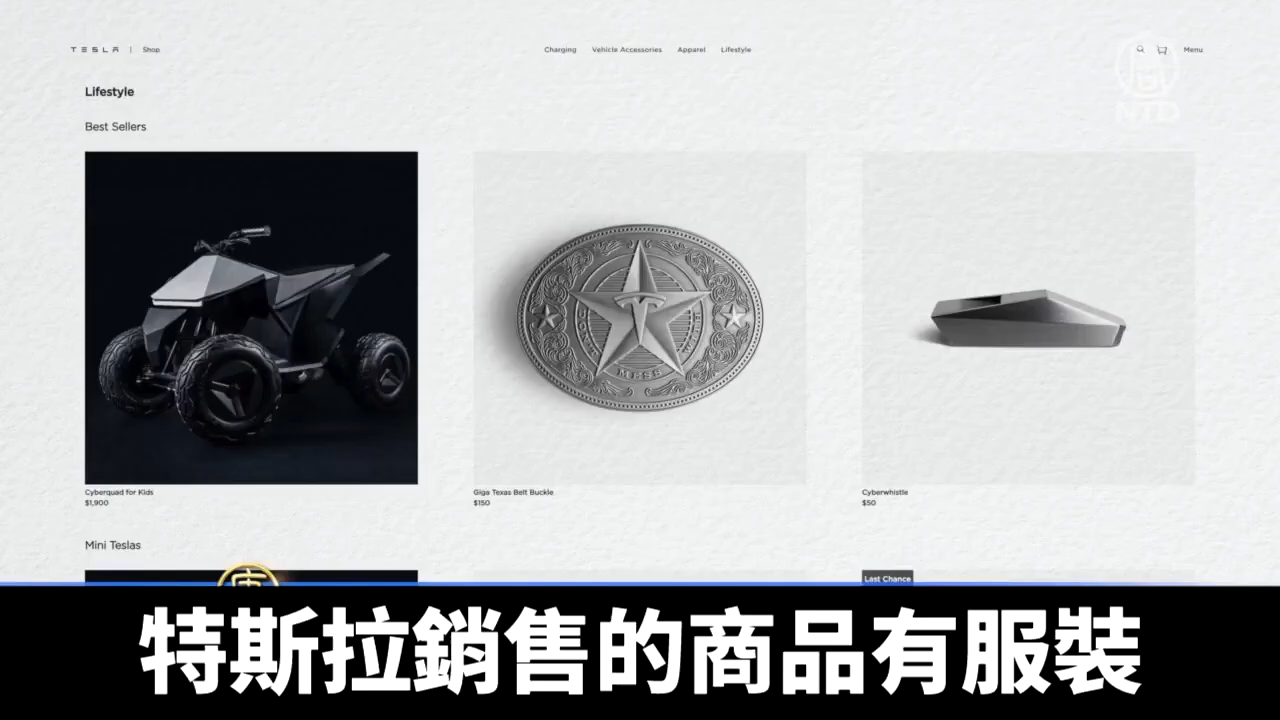 TESLA | Shop
Charging Vehicle Accessories Apparel Lifestyle
Menu
NTD
Lifestyle
Best Sellers
MESS
Cyberquad for Kids
$1,900
Giga Texas Belt Buckle
$150
Cyberwhistle
$50
Mini Teslas
Last Chance
特斯拉銷售的商品有服裝